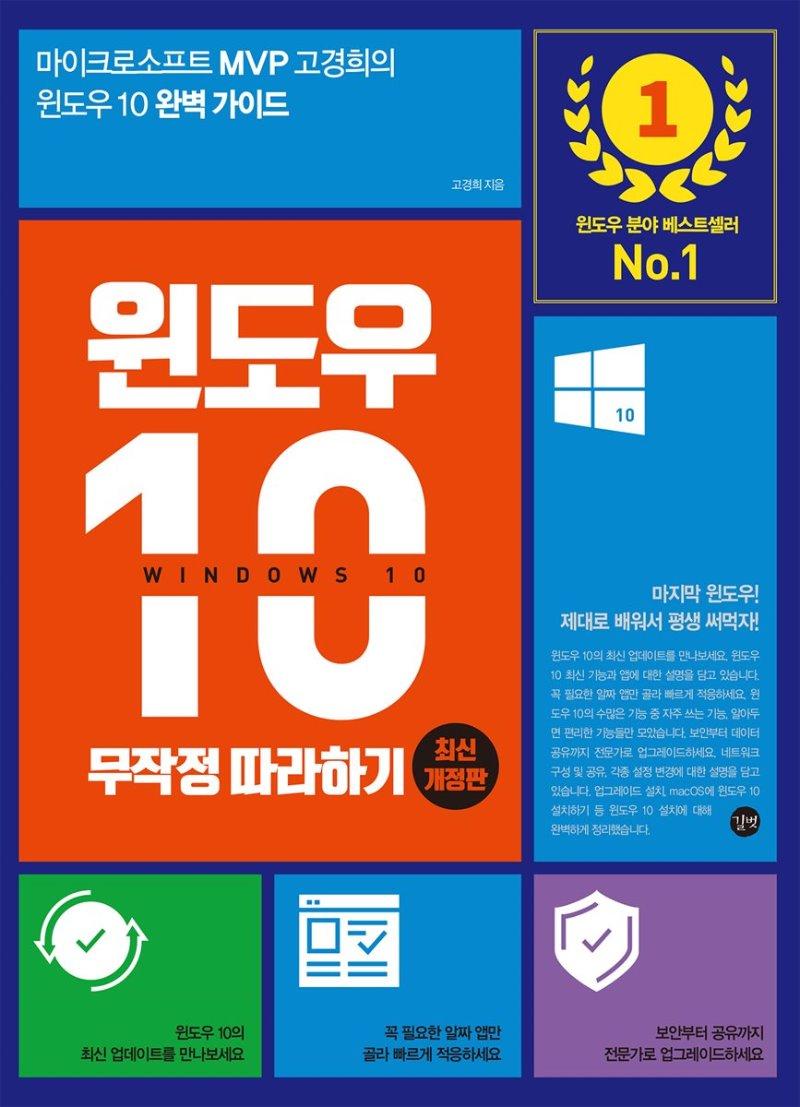 마이크로소프트 MVP 고경희의
윈도우 10 완벽 가이드
고경희 지음
1
윈도우 분야 베스트셀러
No.1
윈도우
10
WINDOWS 10
무작정 따라하기
최신
개정판
10
마지막 윈도우!
제대로 배워서 평생 써먹자!
윈도우 10의 최신 업데이트를 만나보세요. 윈도우
10 최신 기능과 앱에 대한 설명을 담고 있습니다.
꼭 필요한 알짜 앱만 골라 빠르게 적응하세요. 윈
도우 10의 수많은 기능 중 자주 쓰는 기능, 알아두
면 편리한 기능들만 모았습니다. 보안부터 데이터
공유까지 전문가로 업그레이드하세요. 네트워크
구성 및 공유, 각종 설정 변경에 대한 설명을 담고
있습니다. 업그레이드 설치, macOS에 윈도우 10
설치하기 등 윈도우 10 설치에 대해
완벽하게 정리했습니다.
길벗
윈도우 10의
최신 업데이트를 만나보세요
꼭 필요한 알짜 앱만
골라 빠르게 적응하세요
보안부터 공유까지
전문가로 업그레이드하세요